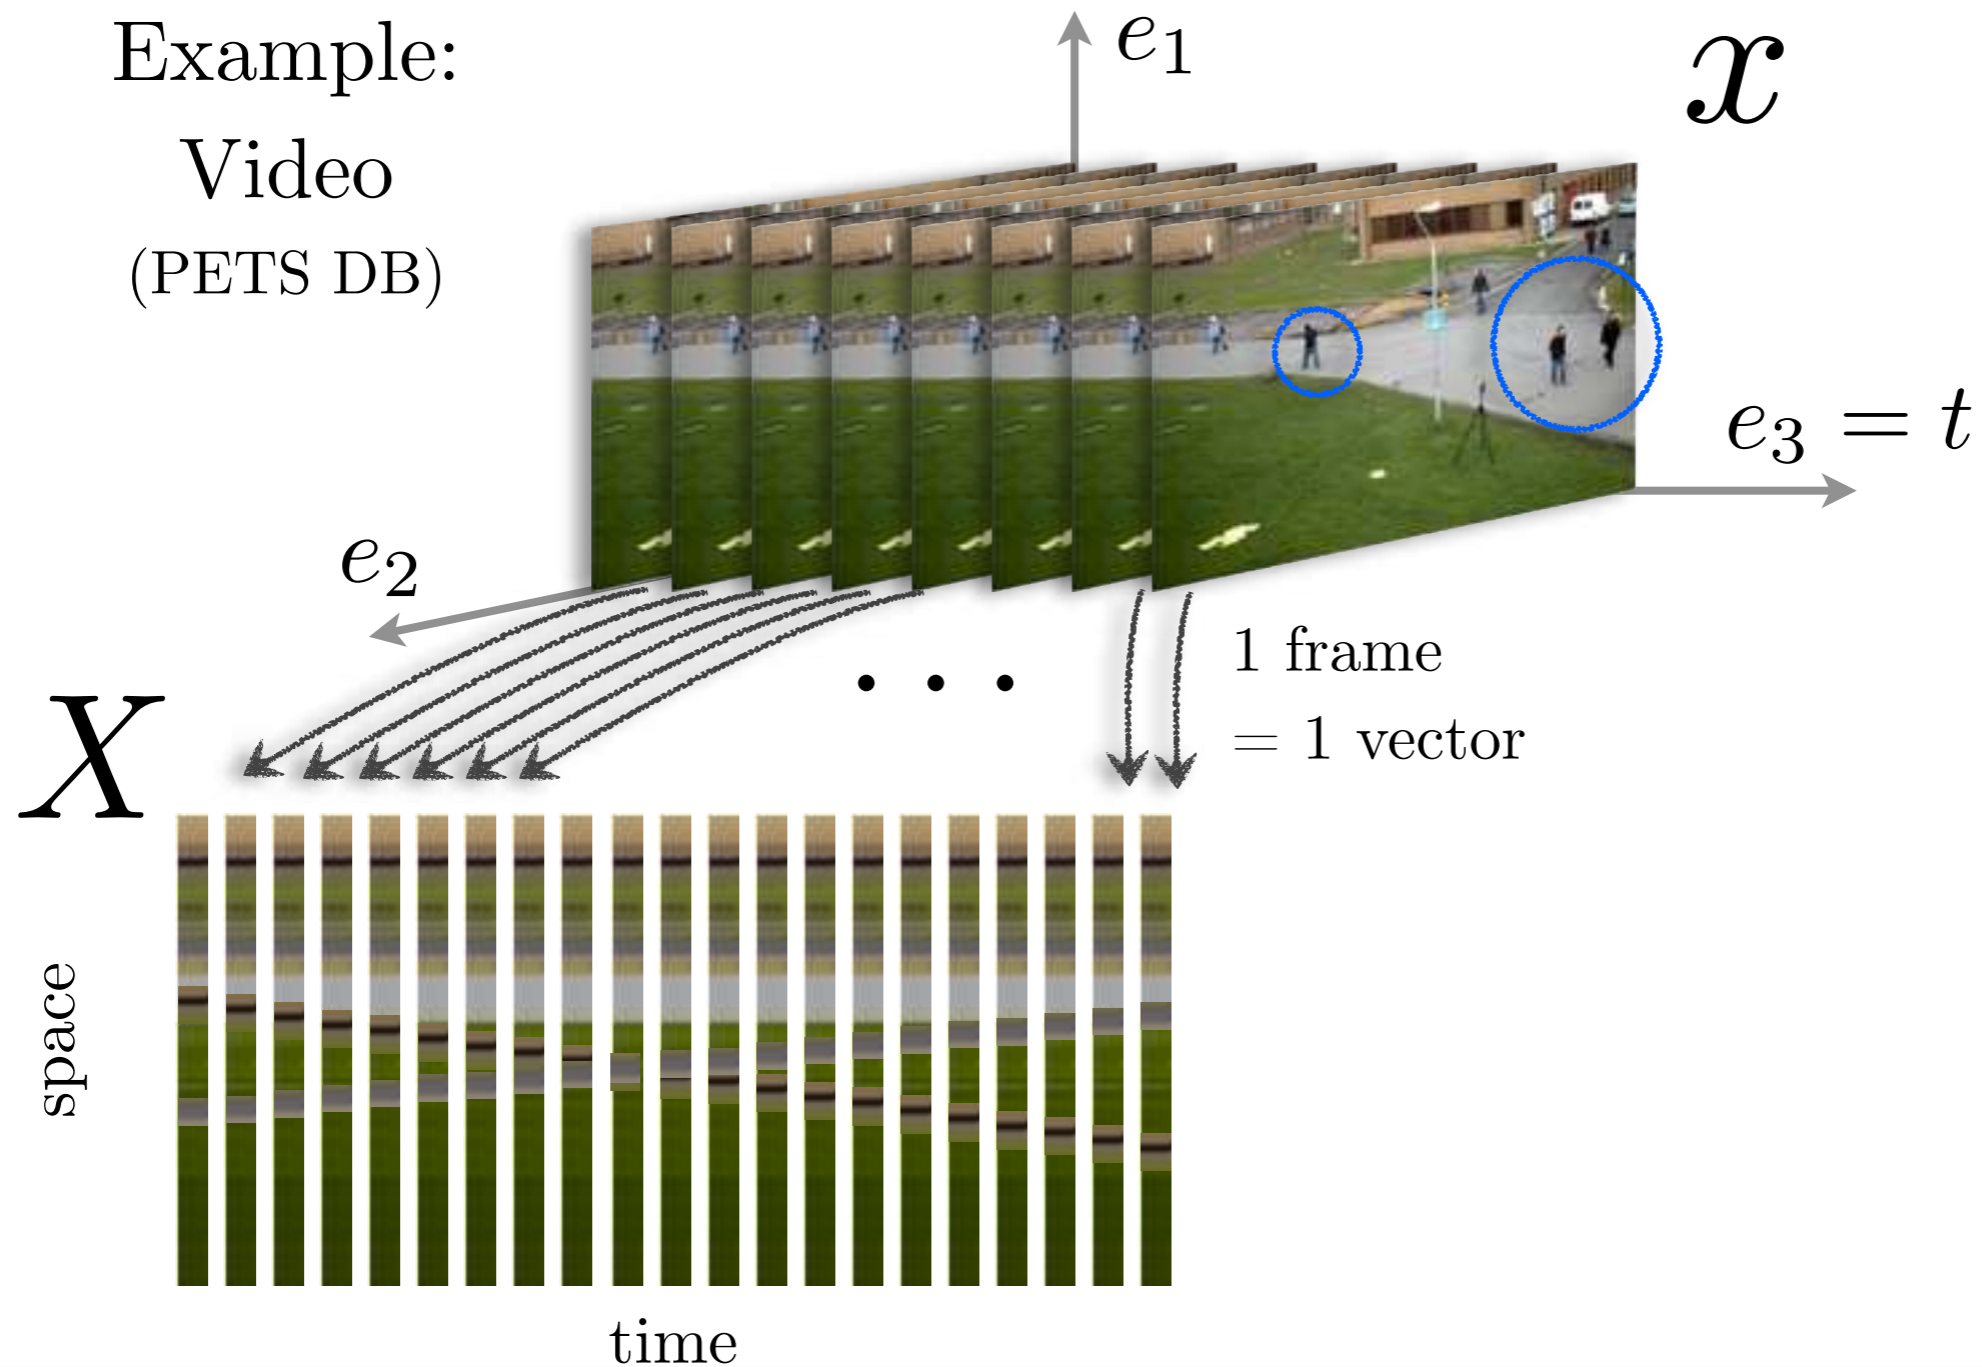 Example:
Video
(PETS DB)
e₁
x
e₃ = t
e₂
1 frame
= 1 vector
X
space
time